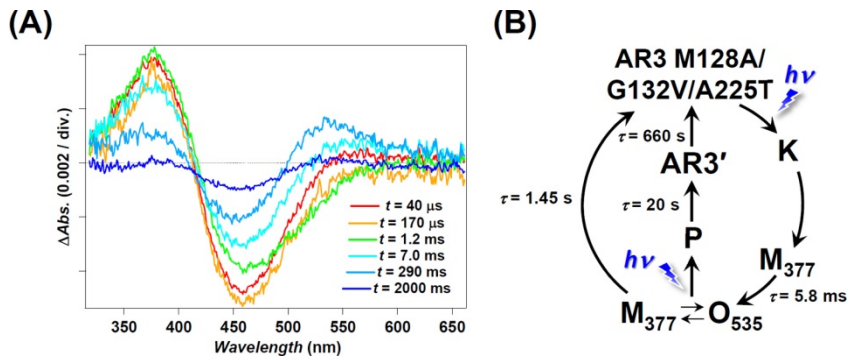 (A)
ΔAbs. (0.002 / div.)
t = 40 μs
t = 170 μs
t = 1.2 ms
t = 7.0 ms
t = 290 ms
t = 2000 ms
350 400 450 500 550 600 650
Wavelength (nm)
(B)
AR3 M128A/
G132V/A225T
hν
τ = 660 s
K
AR3′
τ = 1.45 s
τ = 20 s
P
hν
M377
τ = 5.8 ms
M377
O535